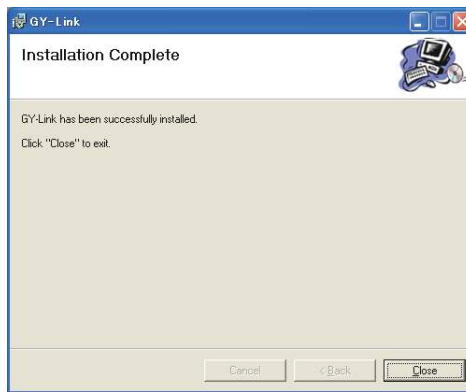 GY-Link
Installation Complete
GY-Link has been successfully installed.
Click "Close" to exit.
Cancel
< Back
Close